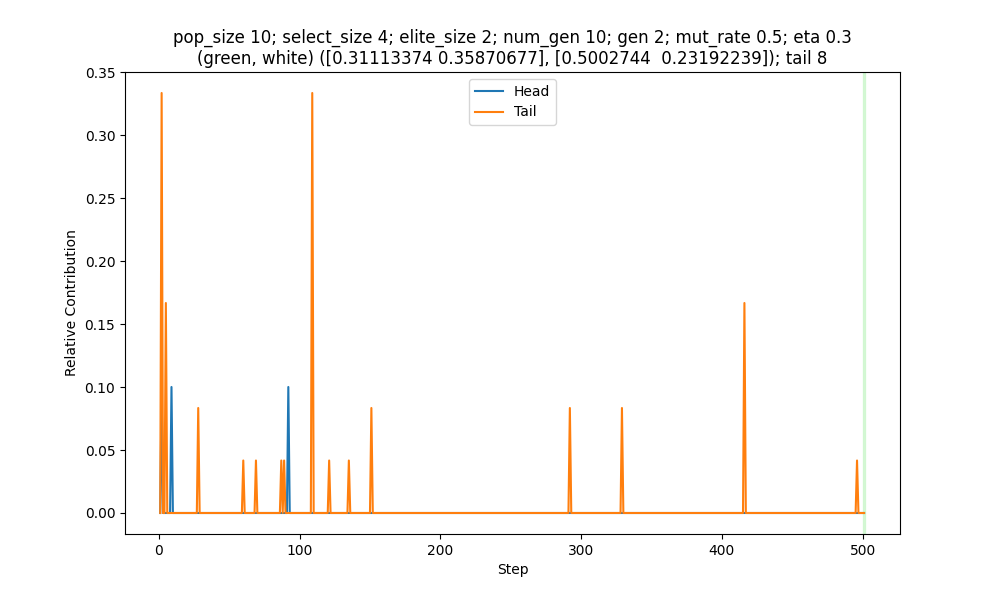 pop_size 10; select_size 4; elite_size 2; num_gen 10; gen 2; mut_rate 0.5; eta 0.3
(green, white) ([0.31113374 0.35870677], [0.5002744  0.23192239]); tail 8
Head
Tail
Relative Contribution
0.35
0.30
0.25
0.20
0.15
0.10
0.05
0.00
0
100
200
300
400
500
Step